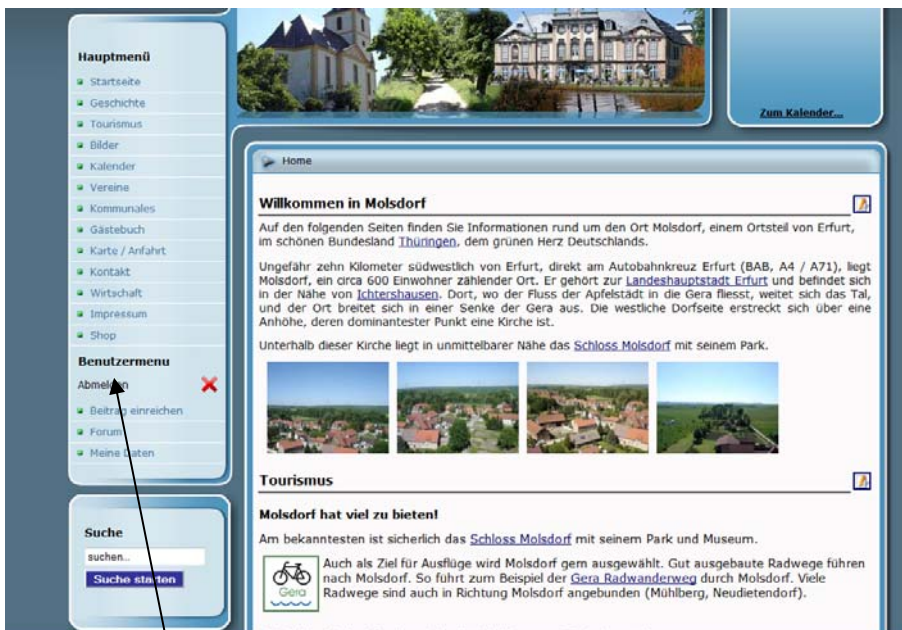 Hauptmenü
Startseite
Geschichte
Tourismus
Bilder
Kalender
Vereine
Kommunales
Gästebuch
Karte / Anfahrt
Kontakt
Wirtschaft
Impressum
Shop
Benutzermenu
Abmelden
Beitrag einreichen
Forum
Meine Daten
Suche
suchen...
Suche starten
Zum Kalender...
Home
Willkommen in Molsdorf
Auf den folgenden Seiten finden Sie Informationen rund um den Ort Molsdorf, einem Ortsteil von Erfurt,
im schönen Bundesland Thüringen, dem grünen Herz Deutschlands.
Ungefähr zehn Kilometer südwestlich von Erfurt, direkt am Autobahnkreuz Erfurt (BAB, A4 / A71), liegt
Molsdorf, ein circa 600 Einwohner zählender Ort. Er gehört zur Landeshauptstadt Erfurt und befindet sich
in der Nähe von Ichtershausen. Dort, wo der Fluss der Apfelstädt in die Gera fliesst, weitet sich das Tal,
und der Ort breitet sich in einer Senke der Gera aus. Die westliche Dorfseite erstreckt sich über eine
Anhöhe, deren dominantester Punkt eine Kirche ist.
Unterhalb dieser Kirche liegt in unmittelbarer Nähe das Schloss Molsdorf mit seinem Park.
Tourismus
Molsdorf hat viel zu bieten!
Am bekanntesten ist sicherlich das Schloss Molsdorf mit seinem Park und Museum.
Gera
Auch als Ziel für Ausflüge wird Molsdorf gern ausgewählt. Gut ausgebaute Radwege führen
nach Molsdorf. So führt zum Beispiel der Gera Radwanderweg durch Molsdorf. Viele
Radwege sind auch in Richtung Molsdorf angebunden (Mühlberg, Neudietendorf).